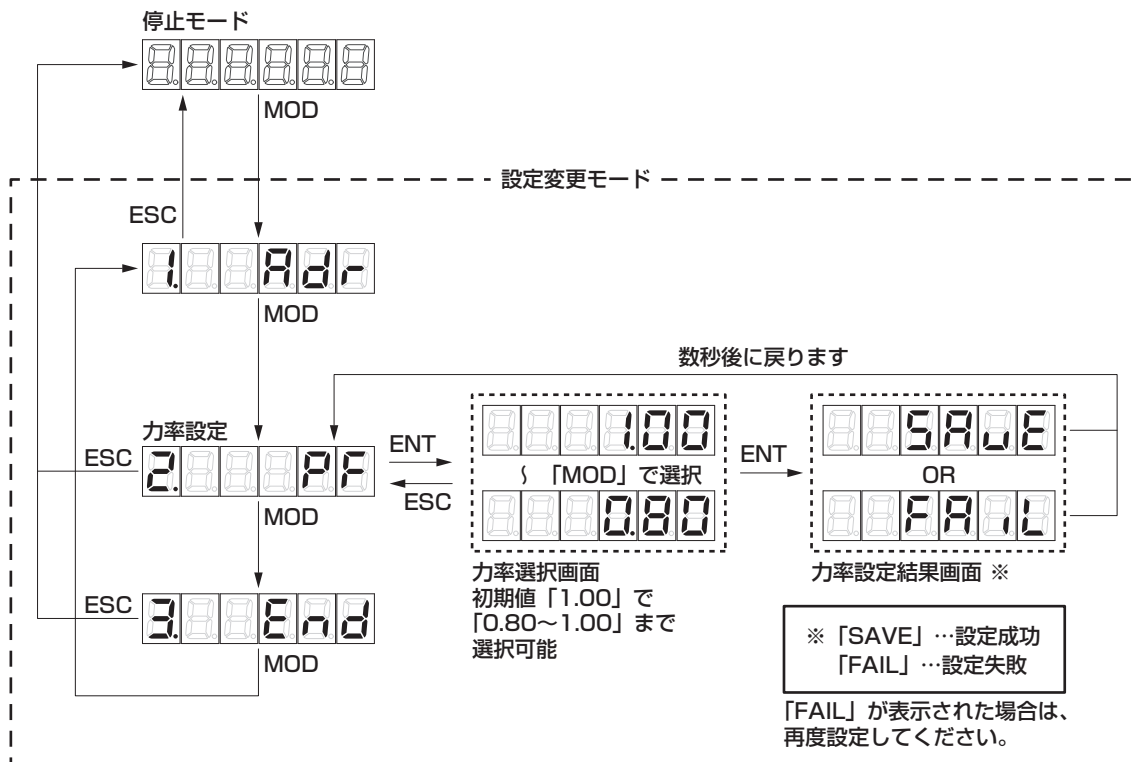 停止モード
MOD
設定変更モード
ESC
1. Adr
MOD
数秒後に戻ります
力率設定
ESC
2. PF
MOD
ENT
ESC
1.00
〜 「MOD」で選択
0.80
ENT
SAvE
OR
FAiL
力率選択画面
初期値「1.00」で
「0.80〜1.00」まで
選択可能
力率設定結果画面 ※
ESC
3. End
MOD
※「SAVE」…設定成功
「FAIL」…設定失敗
「FAIL」が表示された場合は、
再度設定してください。